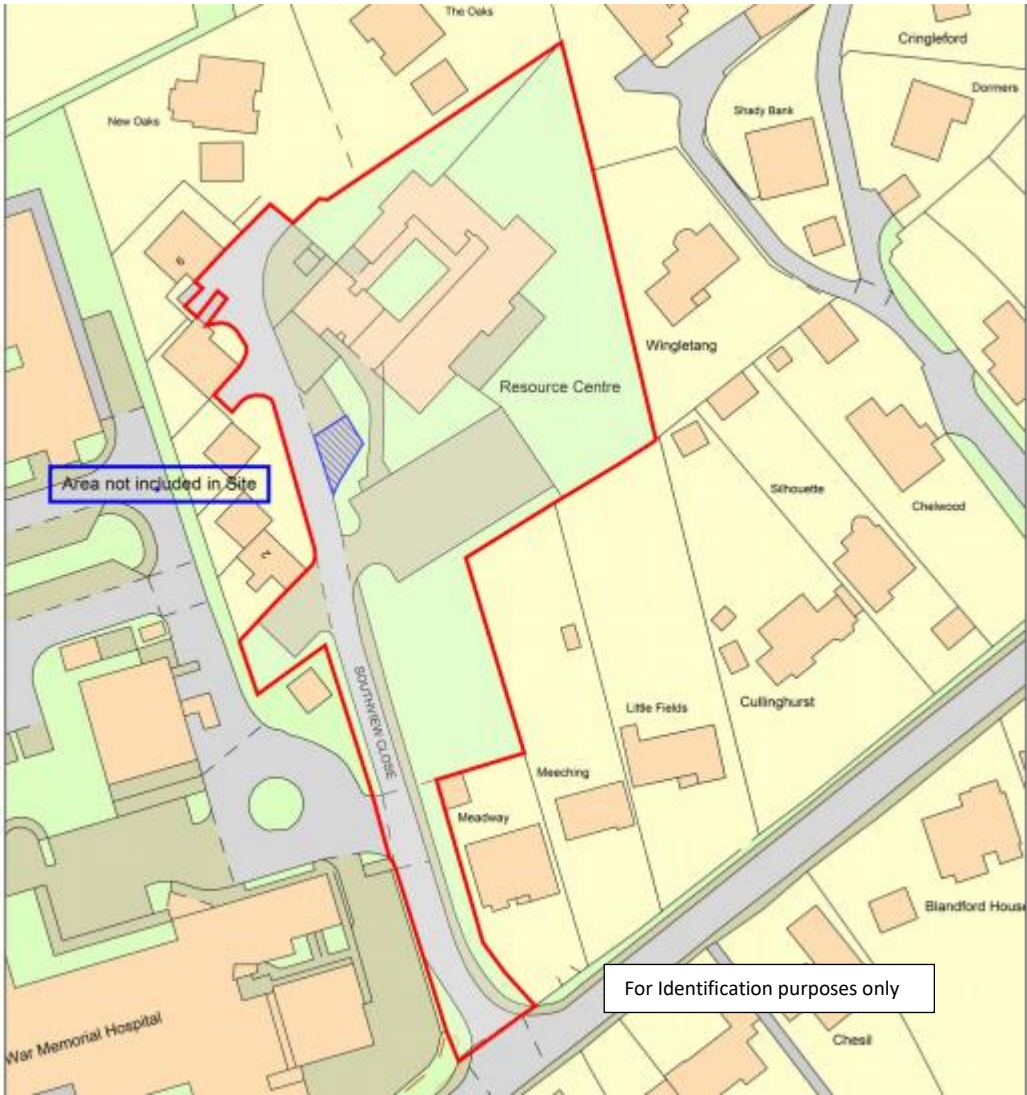 The Oaks
Cringleford
Dormers
Shady Bank
New Oaks
6
Wingletang
Resource Centre
Area not included in Site
Silhouette
Chelwood
2
SOUTHVIEW CLOSE
Cullinghurst
Little Fields
Meeching
Meadway
Blandford House
For Identification purposes only
War Memorial Hospital
Chesil